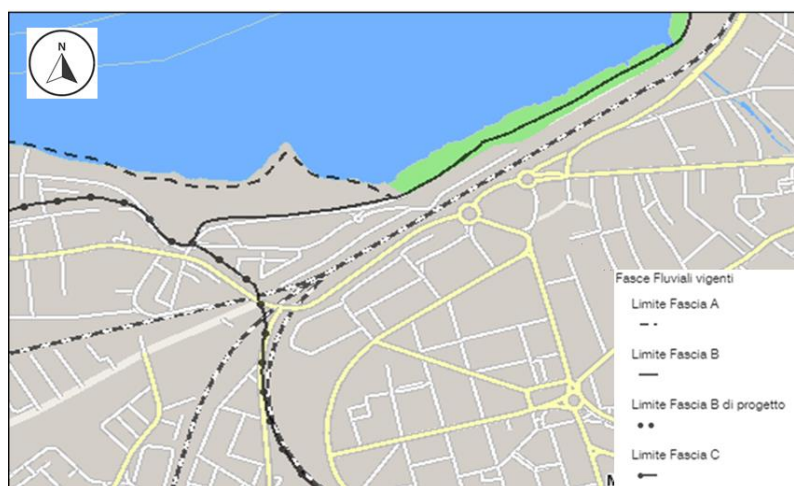 N
Fasce Fluviali vigenti
Limite Fascia A
Limite Fascia B
Limite Fascia B di progetto
Limite Fascia C
M